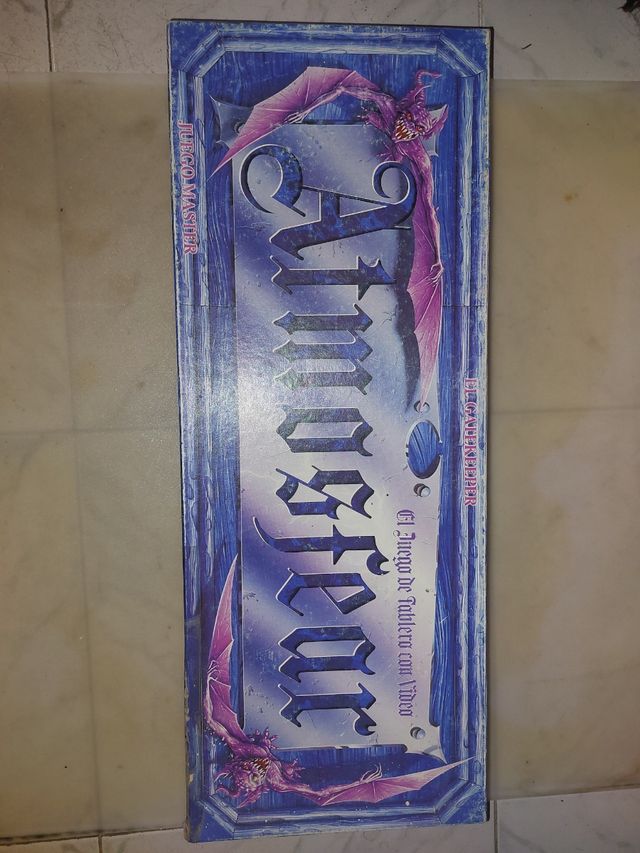 EL GATEKEEPER
El Juego de Tablero con Video
Atmosfear
JUEGO MASTER